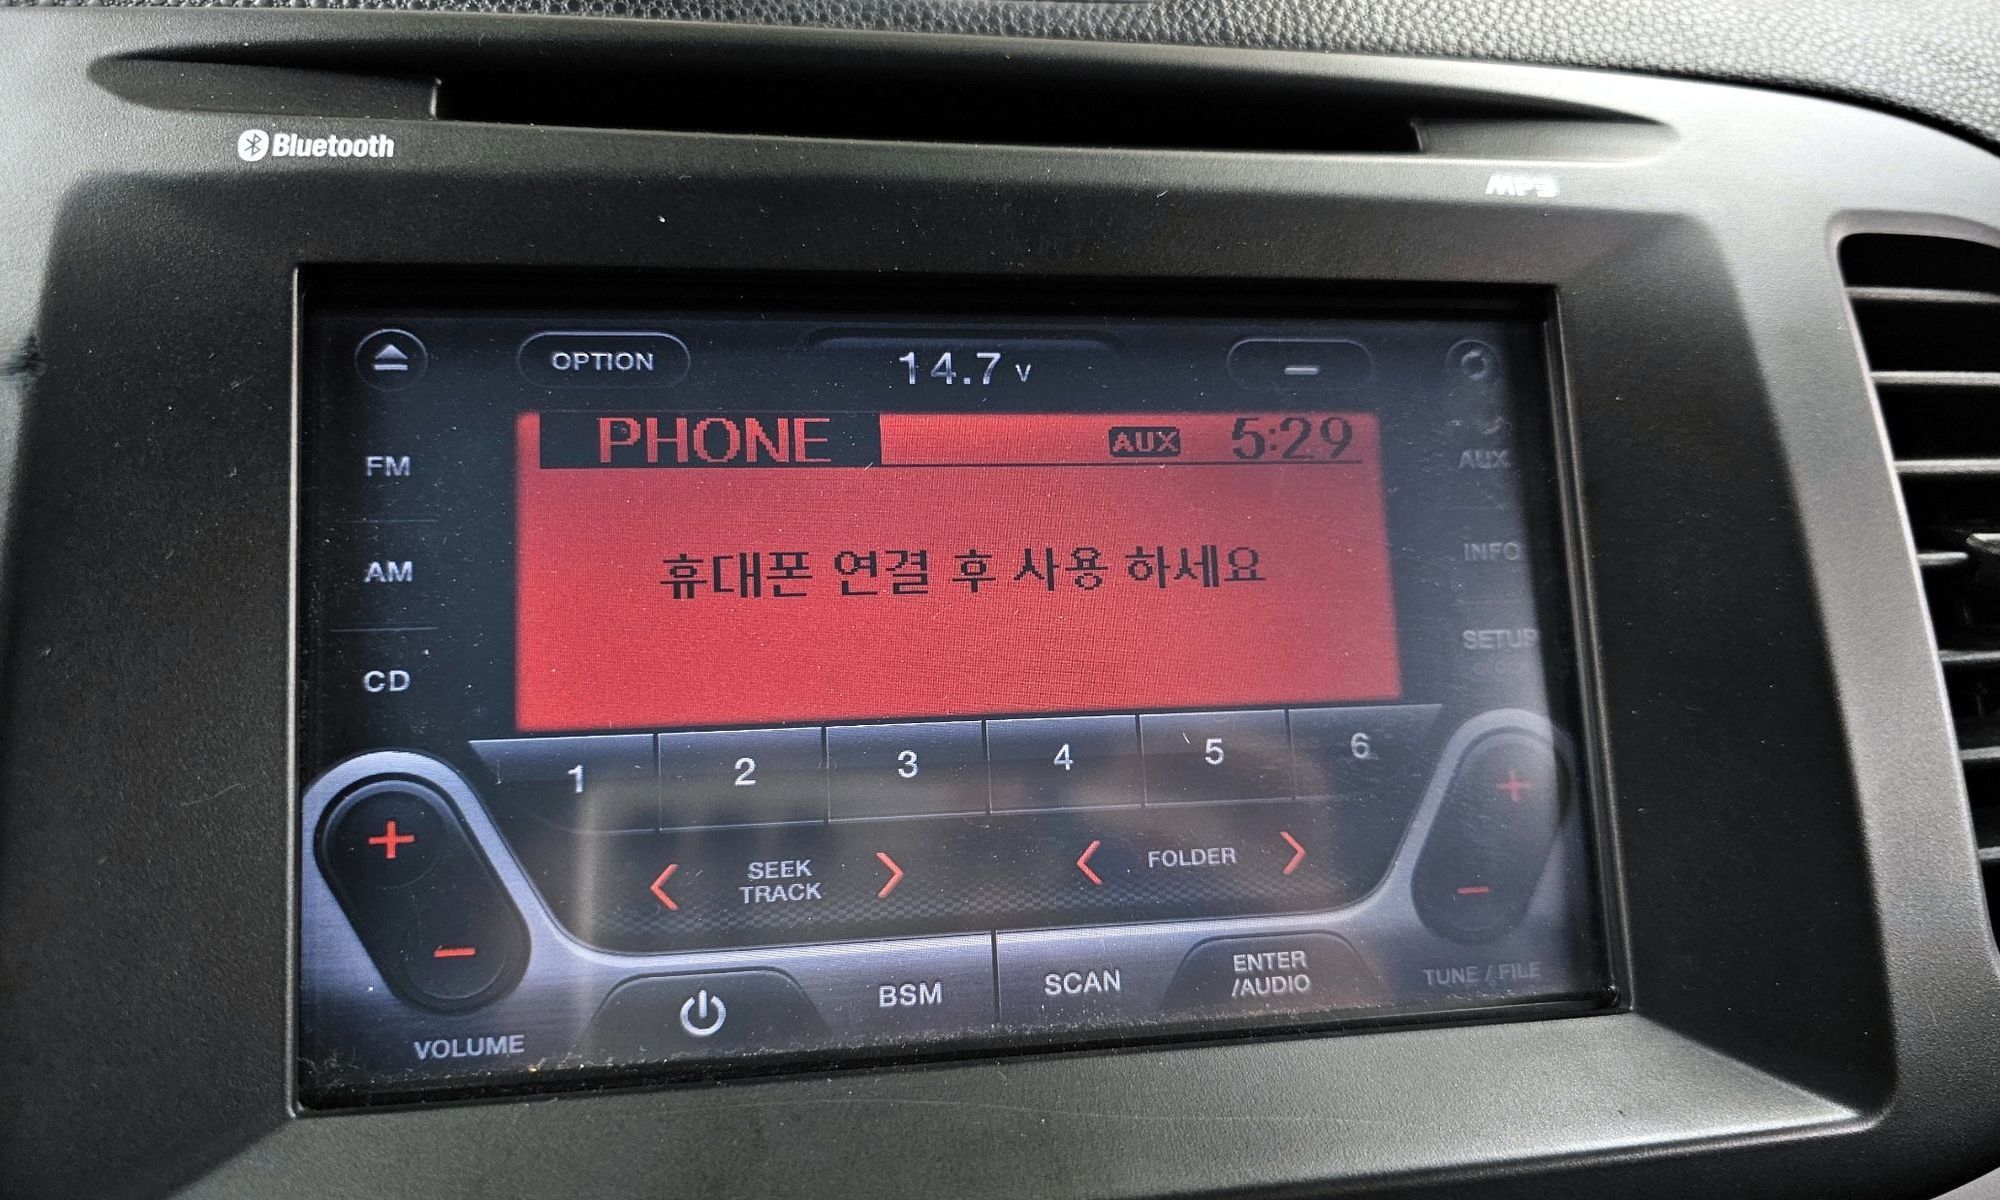 Bluetooth
MP3
OPTION
14.7 v
PHONE
AUX
5:29
FM
AUX
휴대폰 연결 후 사용 하세요
AM
INFO
CD
SETUP
1
2
3
4
5
6
SEEK
TRACK
FOLDER
VOLUME
BSM
SCAN
ENTER
/AUDIO
TUNE / FILE